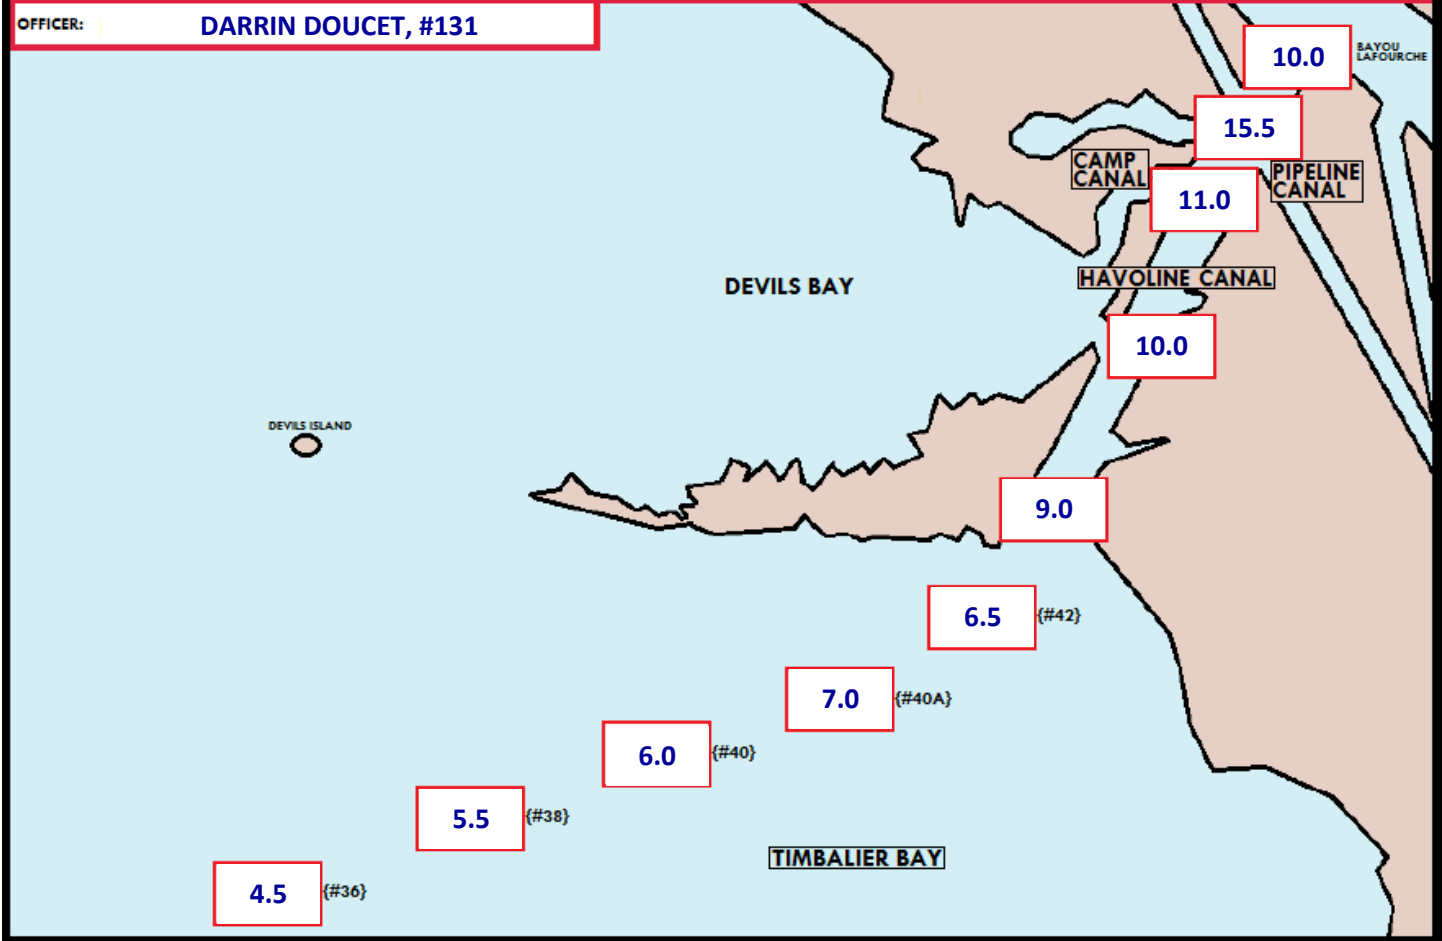 OFFICER: DARRIN DOUCET, #131
10.0
BAYOU
LAFOURCHE
15.5
CAMP
CANAL
PIPELINE
CANAL
11.0
HAVOLINE CANAL
DEVILS BAY
10.0
DEVILS ISLAND
9.0
6.5 {#42}
7.0 {#40A}
6.0 {#40}
5.5 {#38}
TIMBALIER BAY
4.5 {#36}